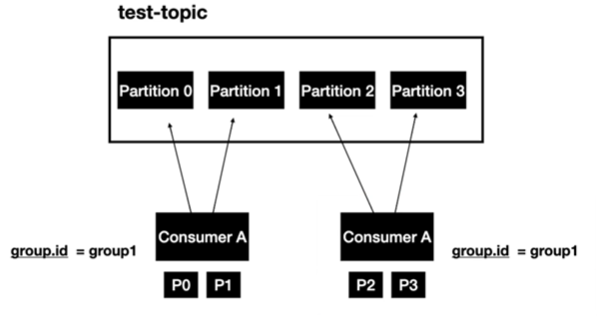 test-topic
Partition 0 Partition 1 Partition 2 Partition 3
Consumer A Consumer A
group.id = group1 group.id = group1
P0 P1 P2 P3